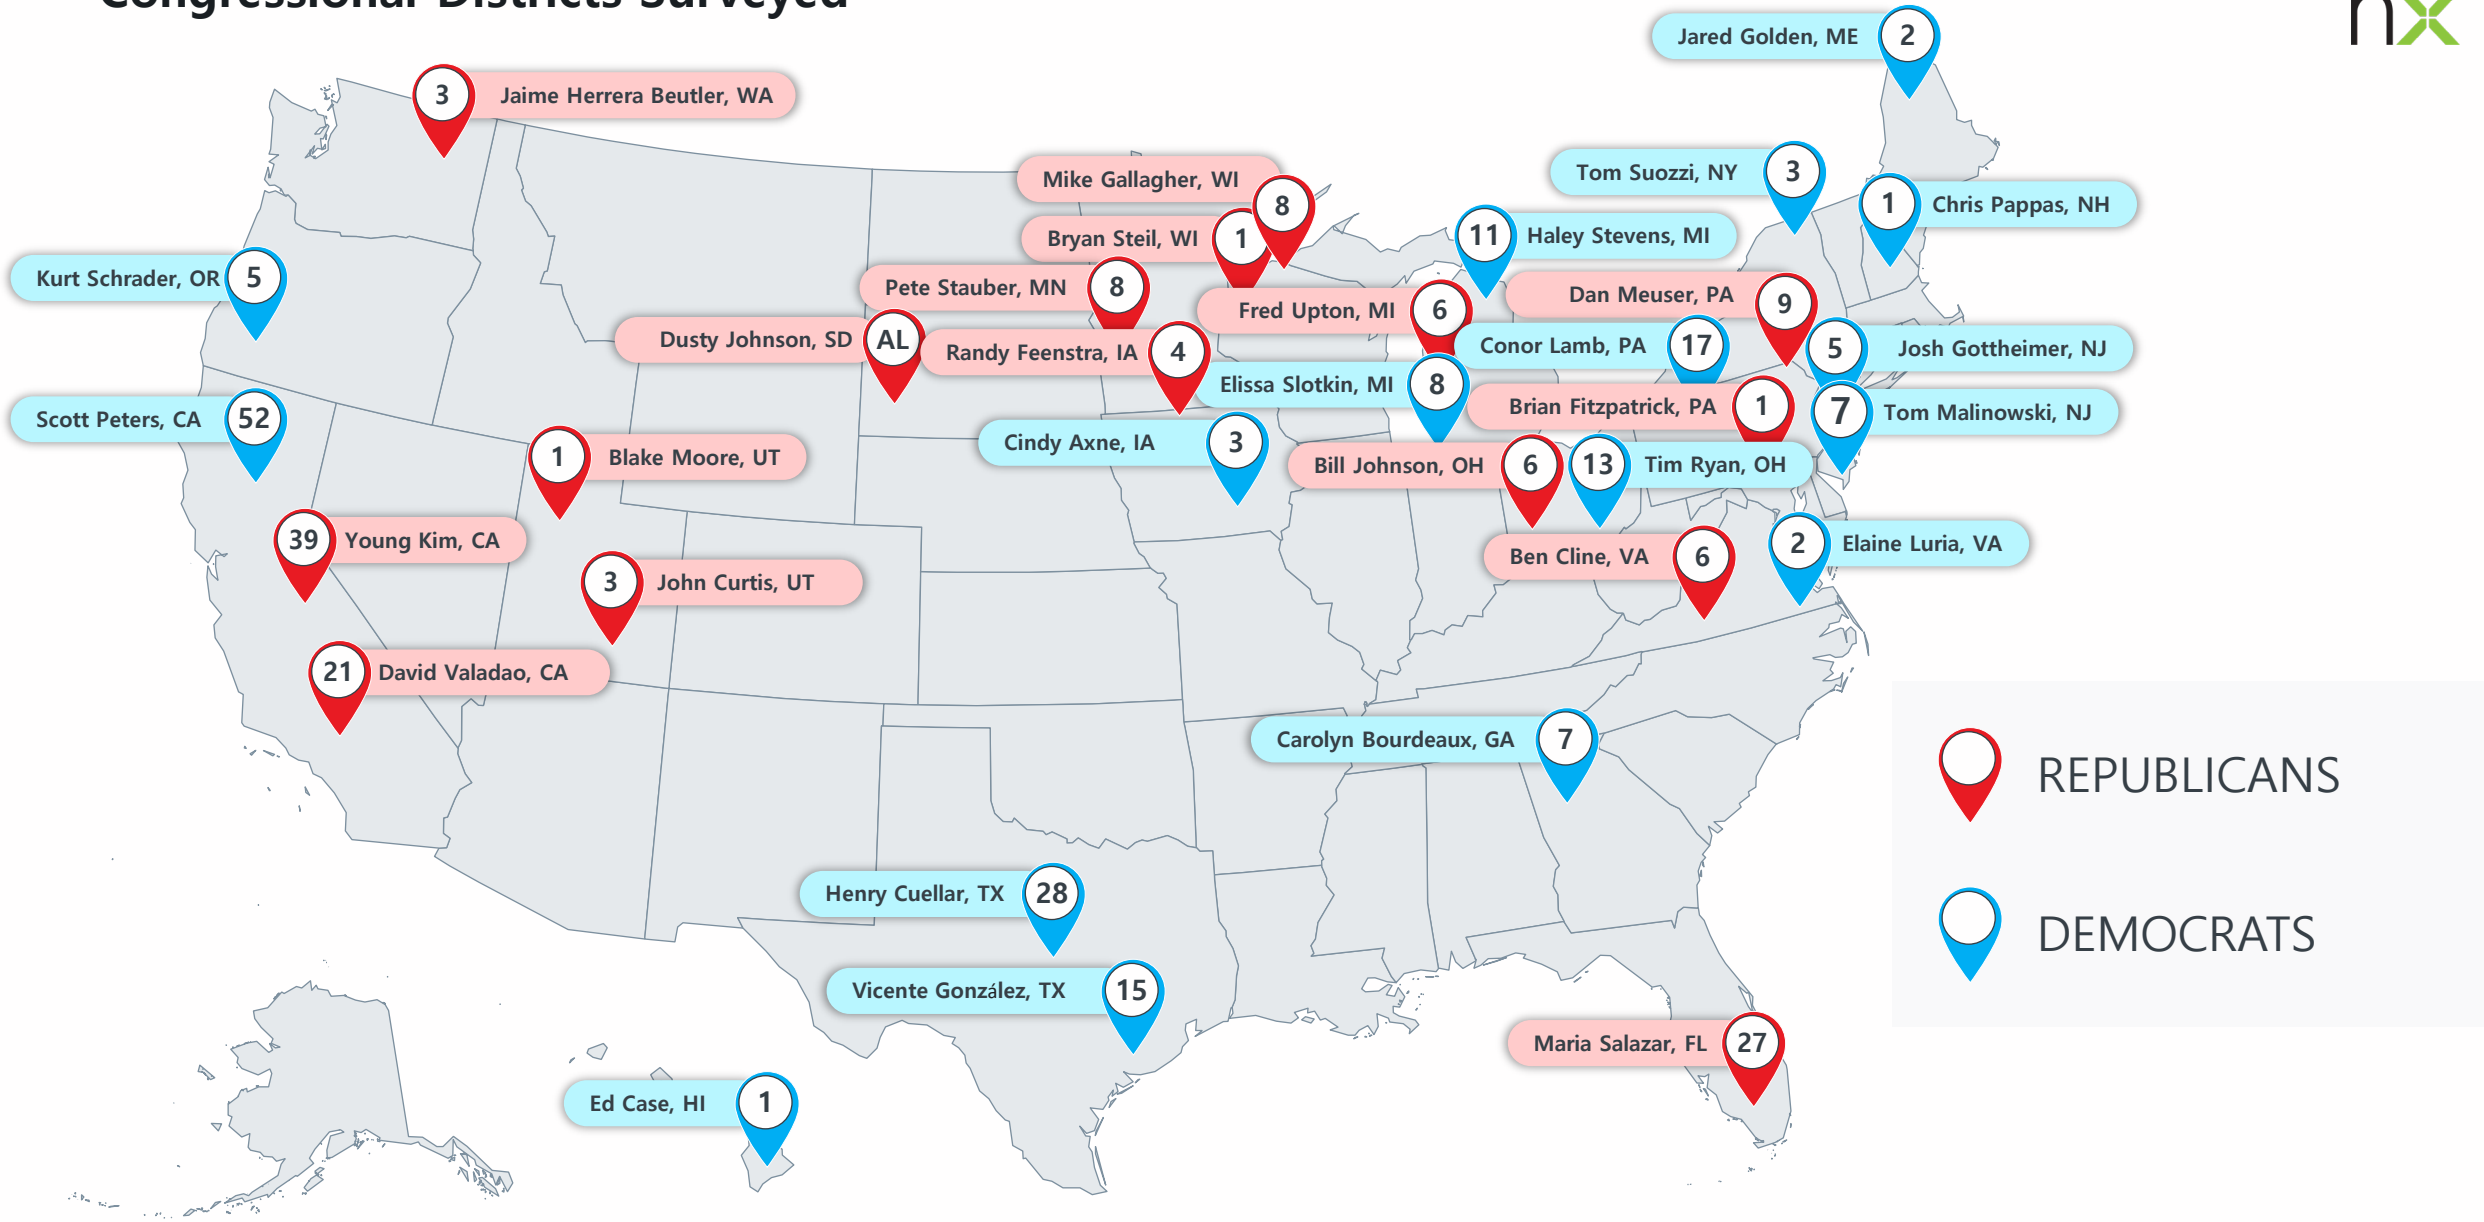 Congressional Districts Surveyed
nx
Jared Golden, ME 2
3 Jaime Herrera Beutler, WA
Tom Suozzi, NY 3
Mike Gallagher, WI 8
1 Chris Pappas, NH
Bryan Steil, WI 1
11 Haley Stevens, MI
Kurt Schrader, OR 5
Pete Stauber, MN 8
Dan Meuser, PA 9
Fred Upton, MI 6
Dusty Johnson, SD AL
Randy Feenstra, IA 4
Conor Lamb, PA 17
5 Josh Gottheimer, NJ
Elissa Slotkin, MI 8
Brian Fitzpatrick, PA 1
7 Tom Malinowski, NJ
Scott Peters, CA 52
Cindy Axne, IA 3
1 Blake Moore, UT
Bill Johnson, OH 6
13 Tim Ryan, OH
39 Young Kim, CA
Ben Cline, VA 6
2 Elaine Luria, VA
3 John Curtis, UT
21 David Valadao, CA
Carolyn Bourdeaux, GA 7
REPUBLICANS
Henry Cuellar, TX 28
DEMOCRATS
Vicente González, TX 15
Maria Salazar, FL 27
Ed Case, HI 1